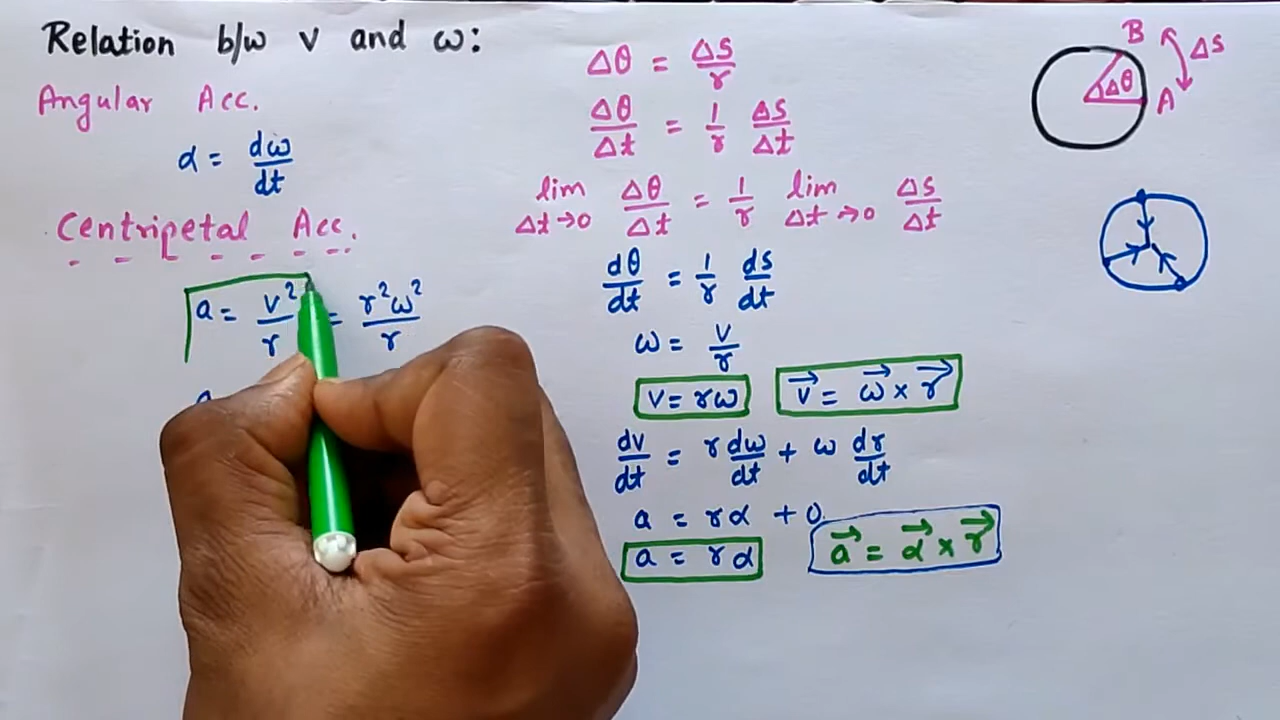 Relation b/w v and ω:
Angular Acc.
α = dω/dt
Centripetal Acc.
a = v²/r = r²ω²/r
Δθ = Δs/r
Δθ/Δt = 1/r Δs/Δt
lim Δt→0 Δθ/Δt = 1/r lim Δt→0 Δs/Δt
dθ/dt = 1/r ds/dt
ω = v/r
v = rω
v⃗ = ω⃗ × r⃗
dv/dt = r dω/dt + ω dr/dt
a = rα + 0
a = rα
a⃗ = α⃗ × r⃗
B
Δs
Δθ
A